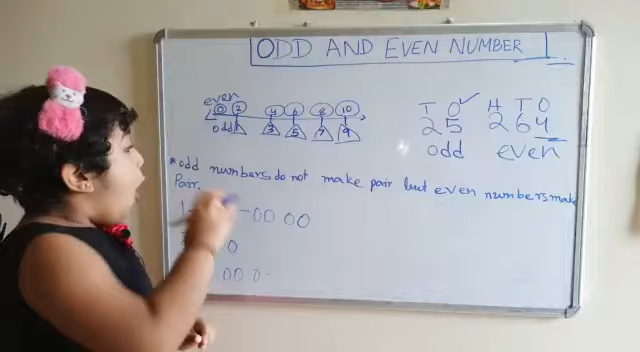 ODD AND EVEN NUMBER
even
0 2 4 6 8 10
odd 3 5 7 9
T O H T O
25 264
odd even
*odd numbers do not make pair but even numbers make
Pair.